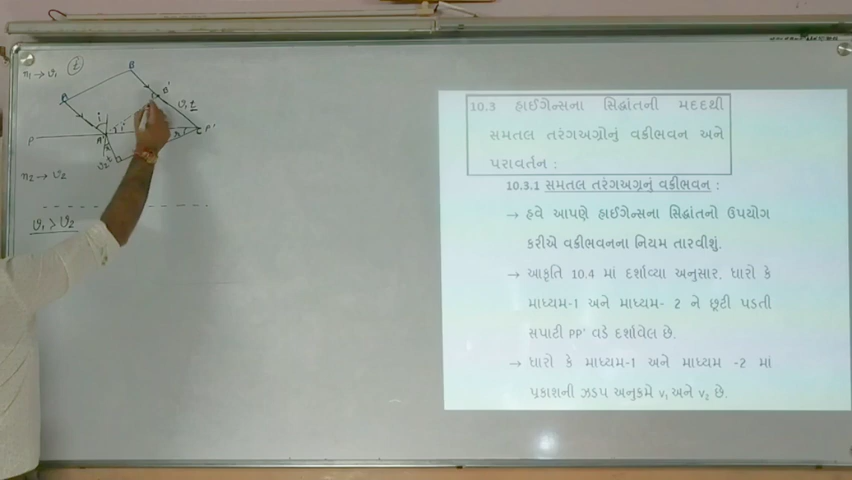 n₁→v₁ ①
B
A
B'
v₁t
i
i
P
A'
r
C P'
v₂t
n₂→v₂
v₁ > v₂
10.3 હાઈગેન્સના સિદ્ધાંતની મદદથી
સમતલ તરંગઅગ્રોનું વક્રીભવન અને
પરાવર્તન :
10.3.1 સમતલ તરંગઅગ્રનું વક્રીભવન :
→ હવે આપણે હાઈગેન્સના સિદ્ધાંતનો ઉપયોગ
કરીએ વક્રીભવનના નિયમ તારવીશું.
→ આકૃતિ 10.4 માં દર્શાવ્યા અનુસાર, ધારો કે
માધ્યમ-1 અને માધ્યમ- 2 ને છૂટી પડતી
સપાટી PP' વડે દર્શાવેલ છે.
→ ધારો કે માધ્યમ-1 અને માધ્યમ -2 માં
પ્રકાશની ઝડપ અનુક્રમે v₁ અને v₂ છે.